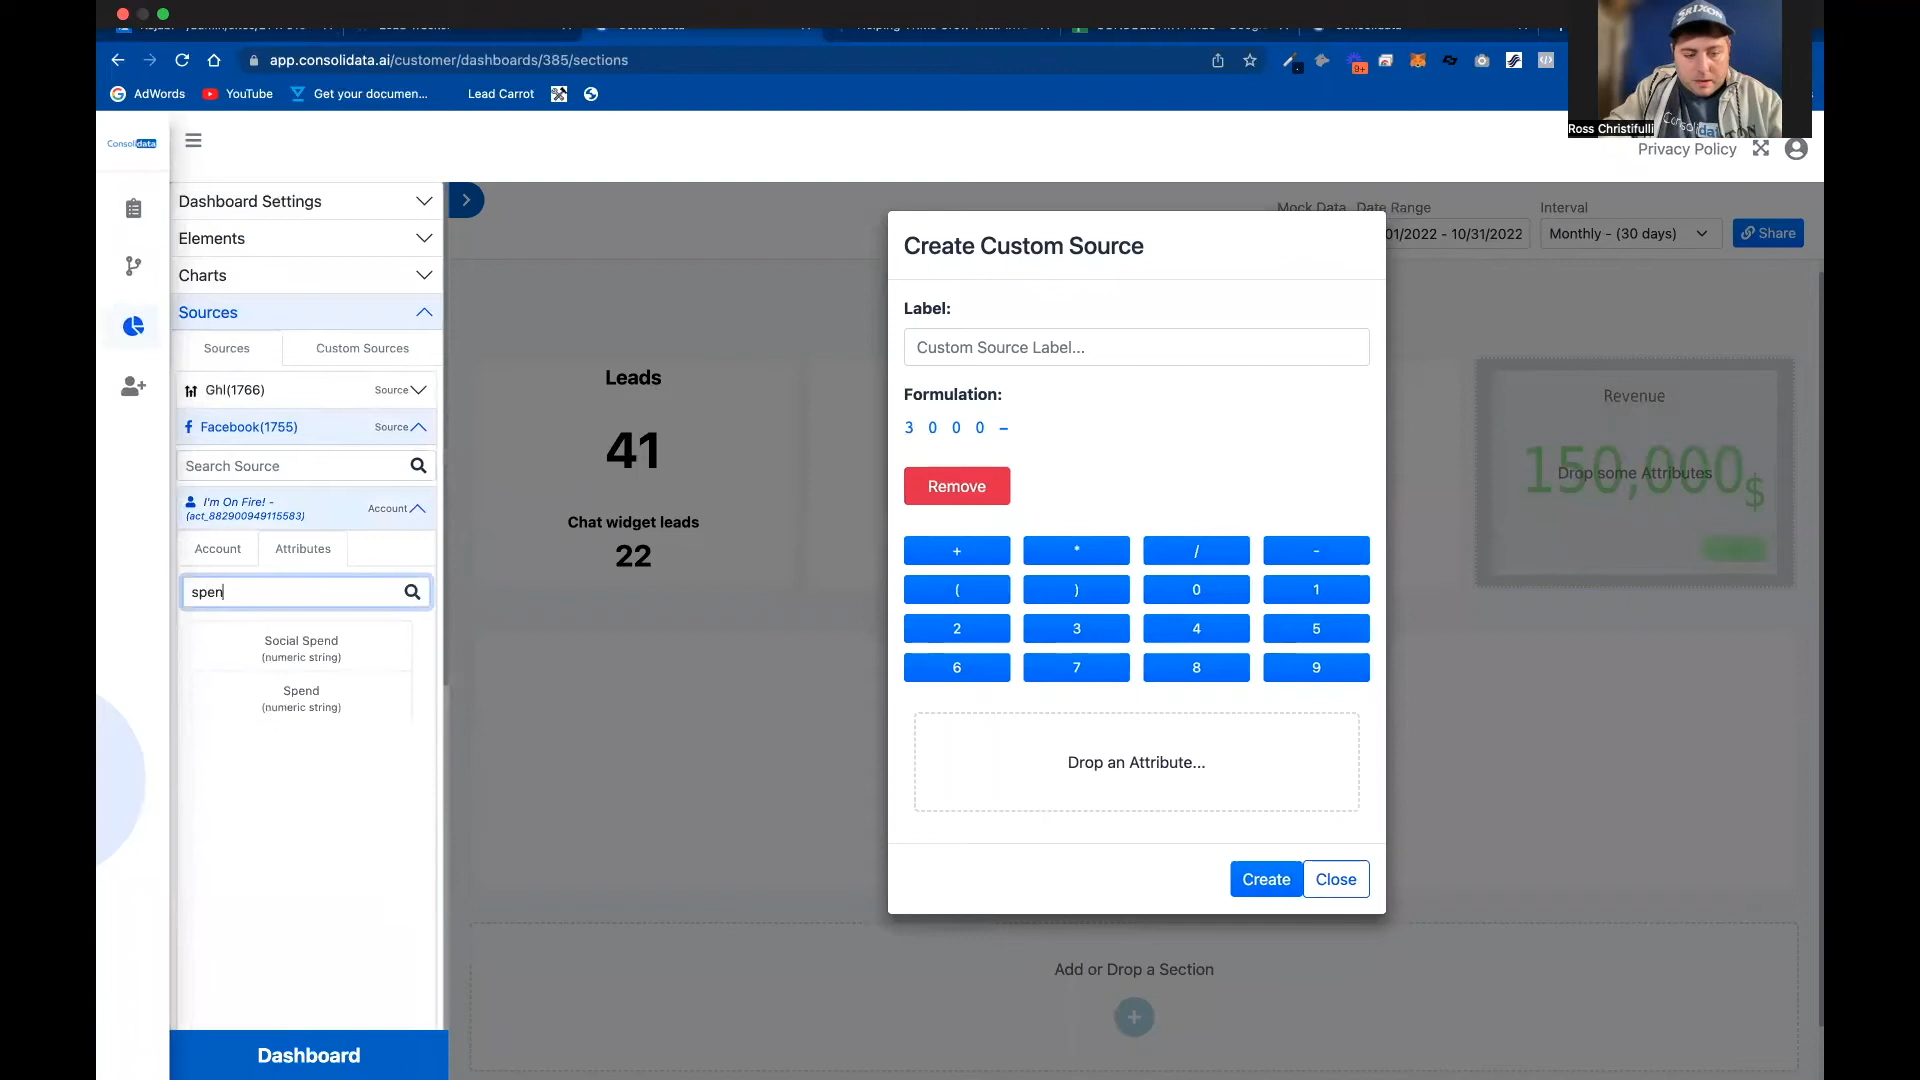 app.consolidata.ai/customer/dashboards/385/sections
9+
AdWords
YouTube
Get your documen...
Lead Carrot
SRIXON
Ross Christifulli
Consolidata
Privacy Policy
Dashboard Settings
Elements
Charts
Sources
Sources
Custom Sources
Ghl(1766)
Source
Facebook(1755)
Source
Search Source
I'm On Fire! -
(act_882900949115583)
Account
Account
Attributes
spen
Social Spend
(numeric string)
Spend
(numeric string)
Dashboard
Mock Data
Date Range
Interval
01/2022 - 10/31/2022
Monthly - (30 days)
Share
Leads
41
Chat widget leads
22
Revenue
150,000$
Drop some Attributes
Create Custom Source
Label:
Custom Source Label...
Formulation:
3 0 0 0 -
Remove
+ * / -
( ) 0 1
2 3 4 5
6 7 8 9
Drop an Attribute...
Create
Close
Add or Drop a Section